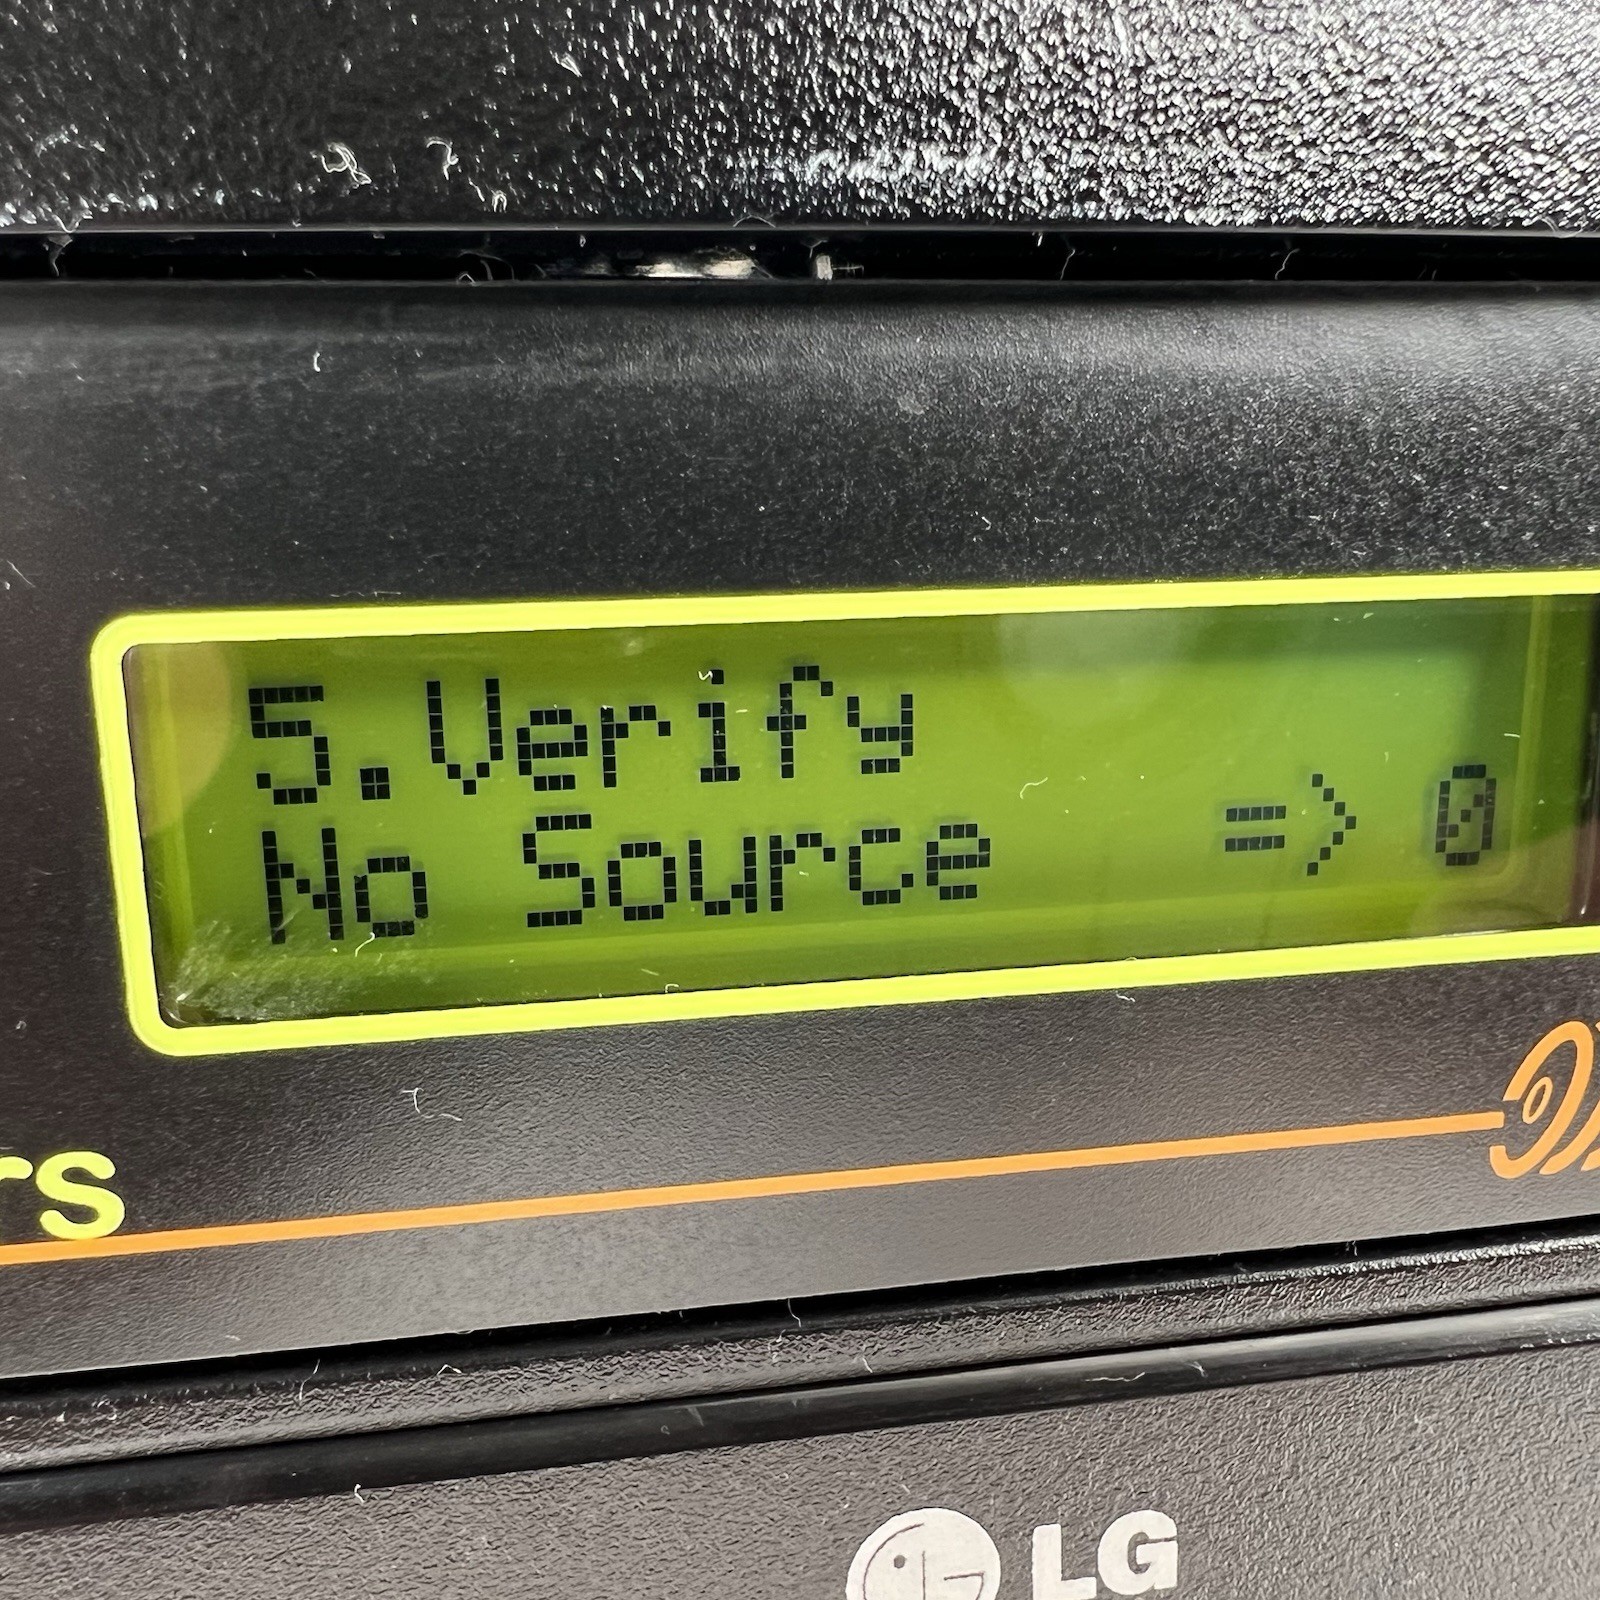 5.Verify
No Source => 0
rs
LG